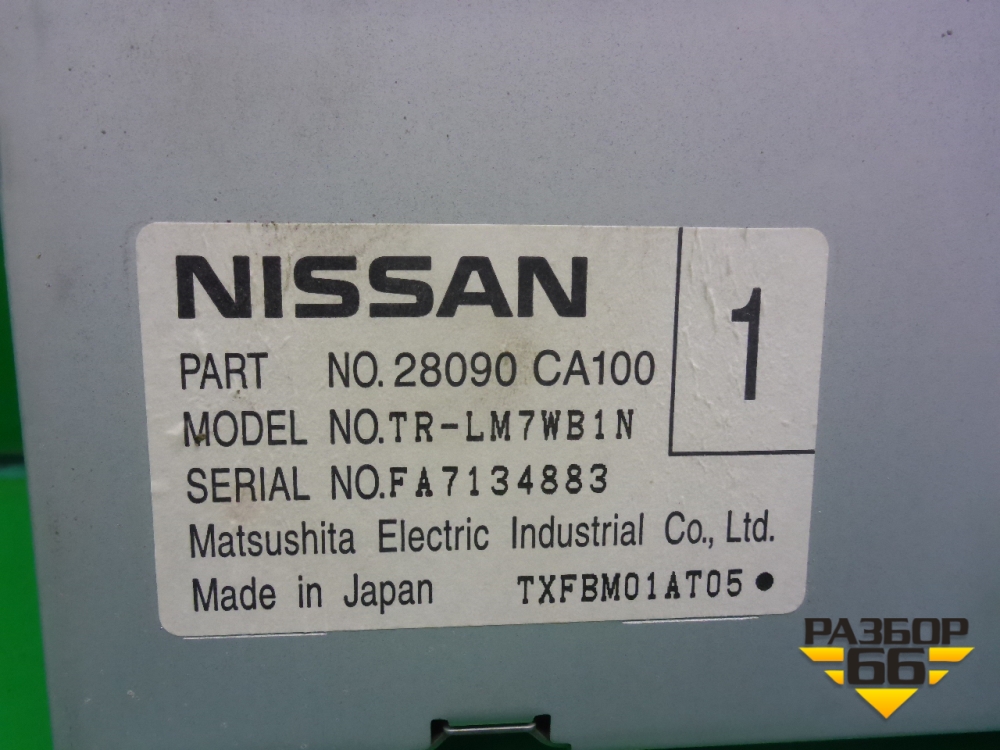 NISSAN
1
PART NO. 28090 CA100
MODEL NO. TR-LM7WB1N
SERIAL NO. FA7134883
Matsushita Electric Industrial Co., Ltd.
Made in Japan TXFBM01AT05 ●
РАЗБОР
66